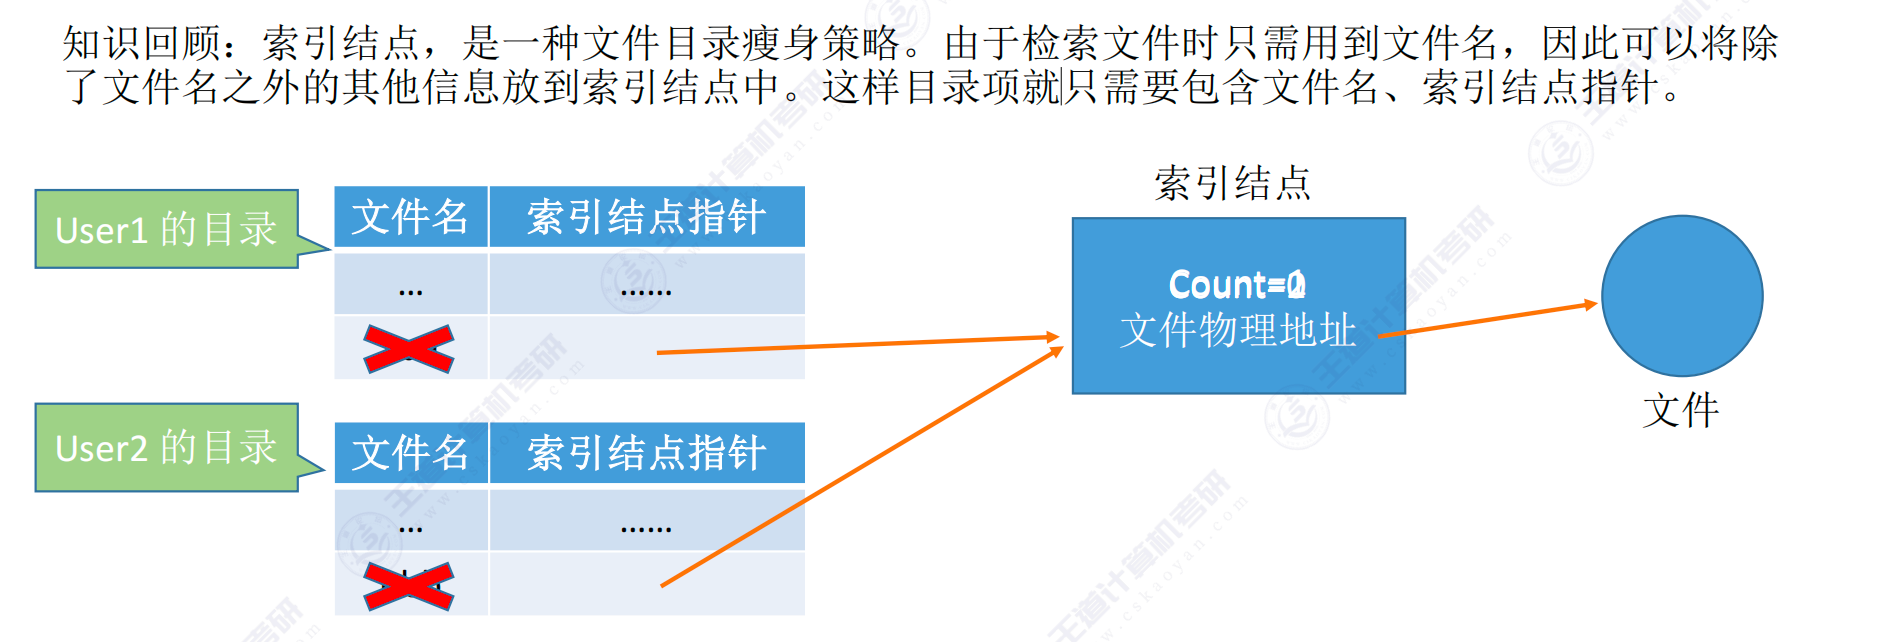 知识回顾：索引结点，是一种文件目录瘦身策略。由于检索文件时只需用到文件名，因此可以将除
了文件名之外的其他信息放到索引结点中。这样目录项就只需要包含文件名、索引结点指针。
索引结点
User1 的目录
文件名 索引结点指针
... ......
Count=
文件物理地址
文件
User2 的目录
文件名 索引结点指针
... ......
王道计算机考研
www.cskaoyan.com